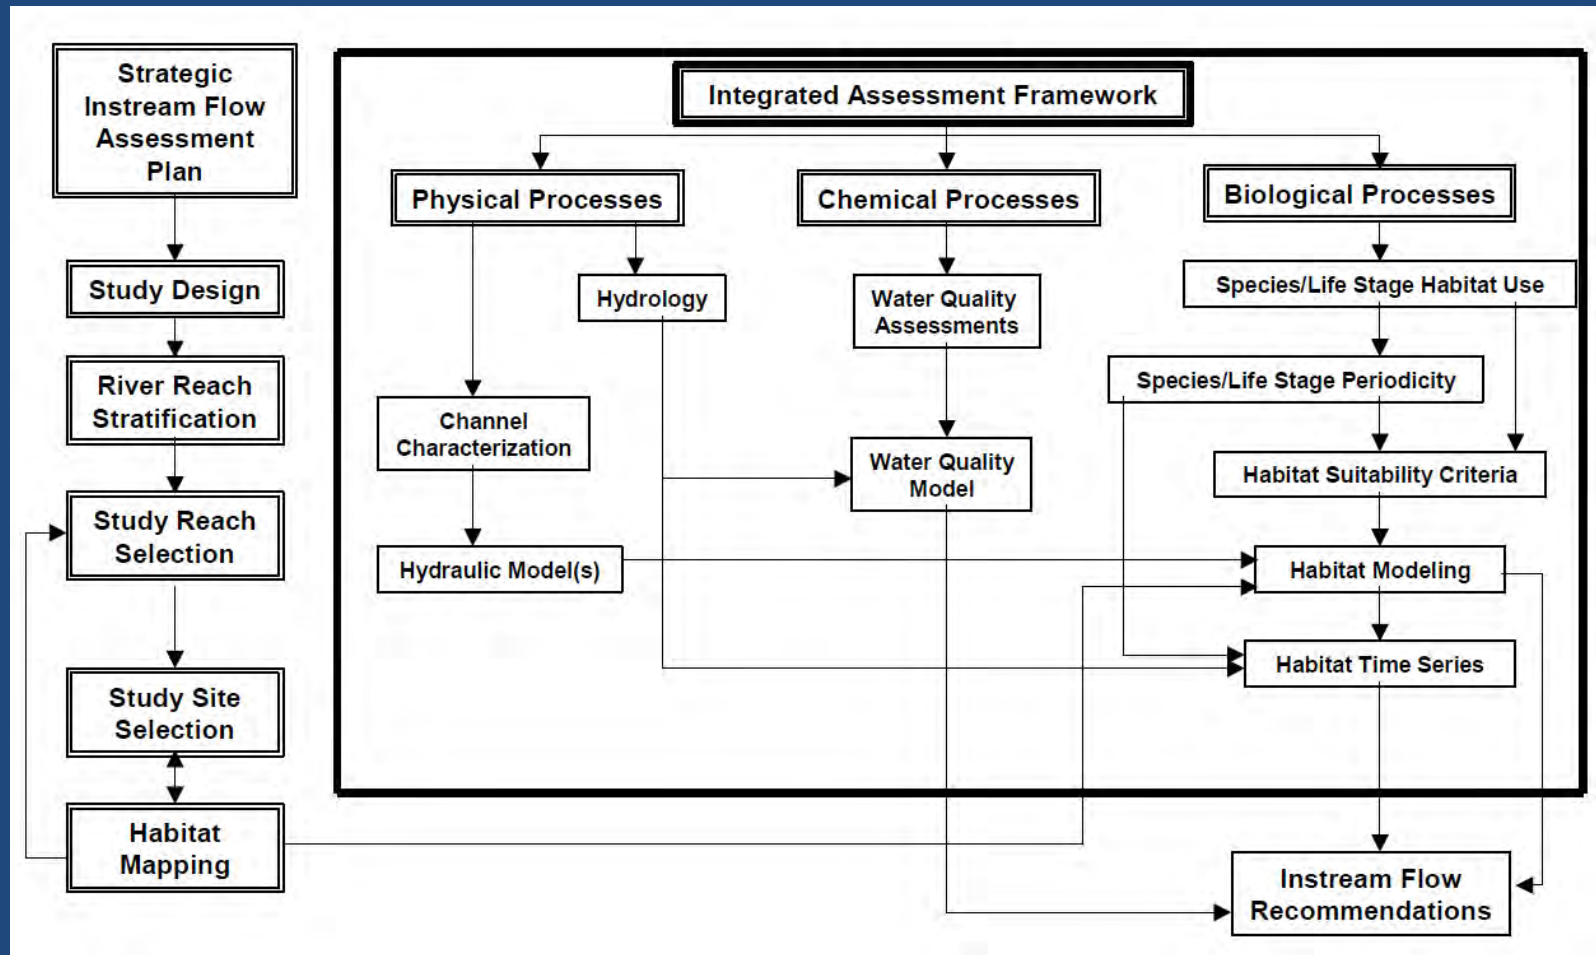 Strategic
Instream Flow
Assessment
Plan
Study Design
River Reach
Stratification
Study Reach
Selection
Study Site
Selection
Habitat
Mapping
Integrated Assessment Framework
Physical Processes
Chemical Processes
Biological Processes
Hydrology
Water Quality
Assessments
Species/Life Stage Habitat Use
Species/Life Stage Periodicity
Channel
Characterization
Water Quality
Model
Habitat Suitability Criteria
Hydraulic Model(s)
Habitat Modeling
Habitat Time Series
Instream Flow
Recommendations